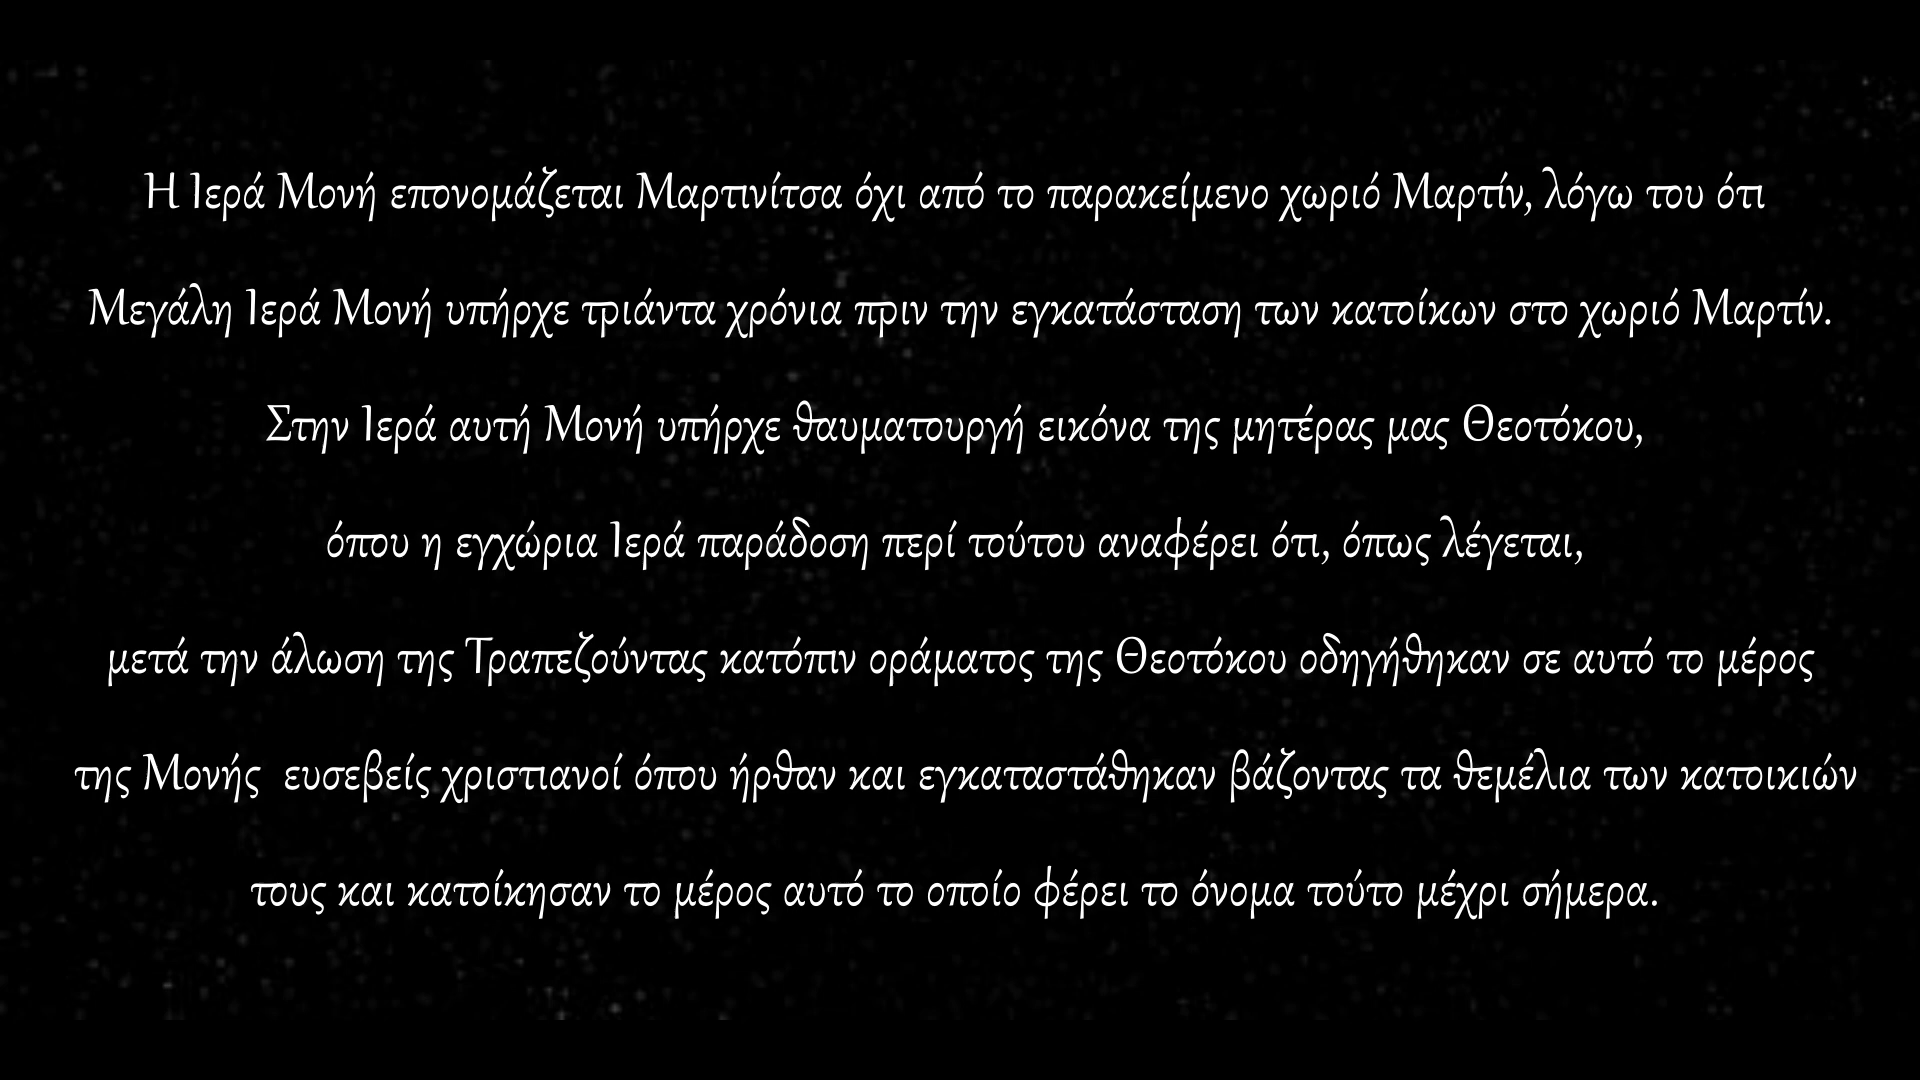 Η Ιερά Μονή επονομάζεται Μαρτινίτσα όχι από το παρακείμενο χωριό Μαρτίν, λόγω του ότι
Μεγάλη Ιερά Μονή υπήρχε τριάντα χρόνια πριν την εγκατάσταση των κατοίκων στο χωριό Μαρτίν.
Στην Ιερά αυτή Μονή υπήρχε θαυματουργή εικόνα της μητέρας μας Θεοτόκου,
όπου η εγχώρια Ιερά παράδοση περί τούτου αναφέρει ότι, όπως λέγεται,
μετά την άλωση της Τραπεζούντας κατόπιν οράματος της Θεοτόκου οδηγήθηκαν σε αυτό το μέρος
της Μονής  ευσεβείς χριστιανοί όπου ήρθαν και εγκαταστάθηκαν βάζοντας τα θεμέλια των κατοικιών
τους και κατοίκησαν το μέρος αυτό το οποίο φέρει το όνομα τούτο μέχρι σήμερα.